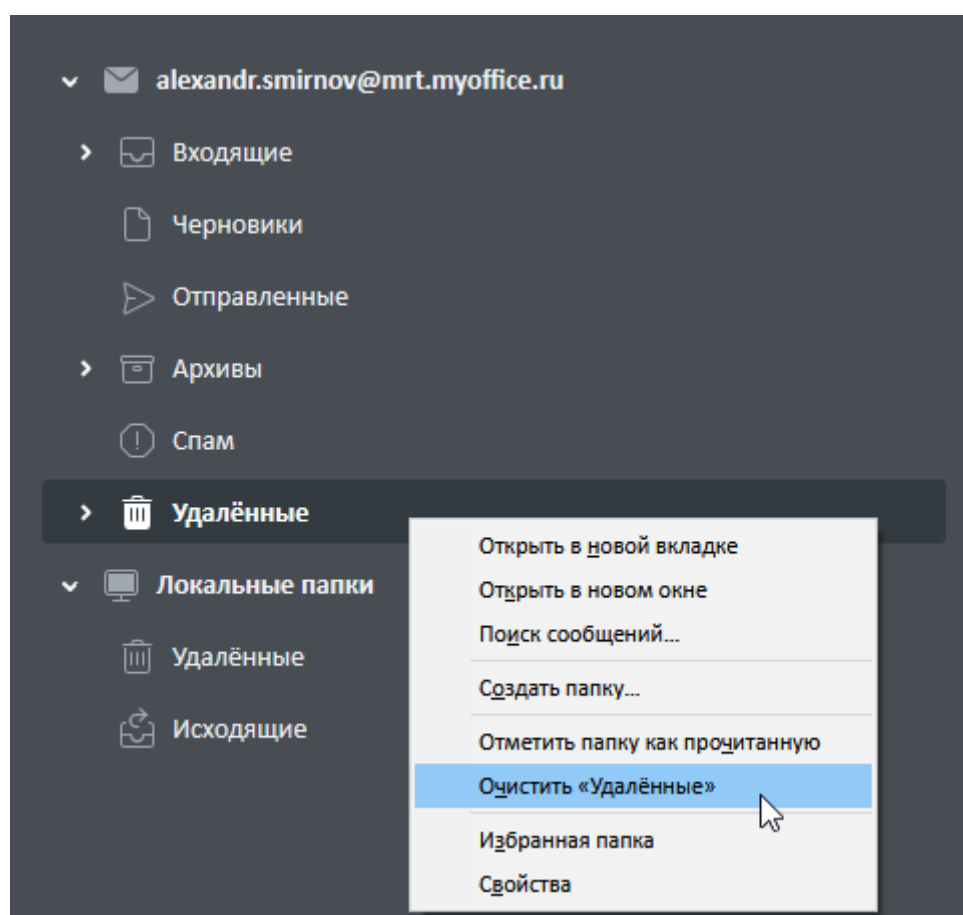 alexandr.smirnov@mrt.myoffice.ru
Входящие
Черновики
Отправленные
Архивы
Спам
Удалённые
Локальные папки
Удалённые
Исходящие
Открыть в новой вкладке
Открыть в новом окне
Поиск сообщений...
Создать папку...
Отметить папку как прочитанную
Очистить «Удалённые»
Избранная папка
Свойства